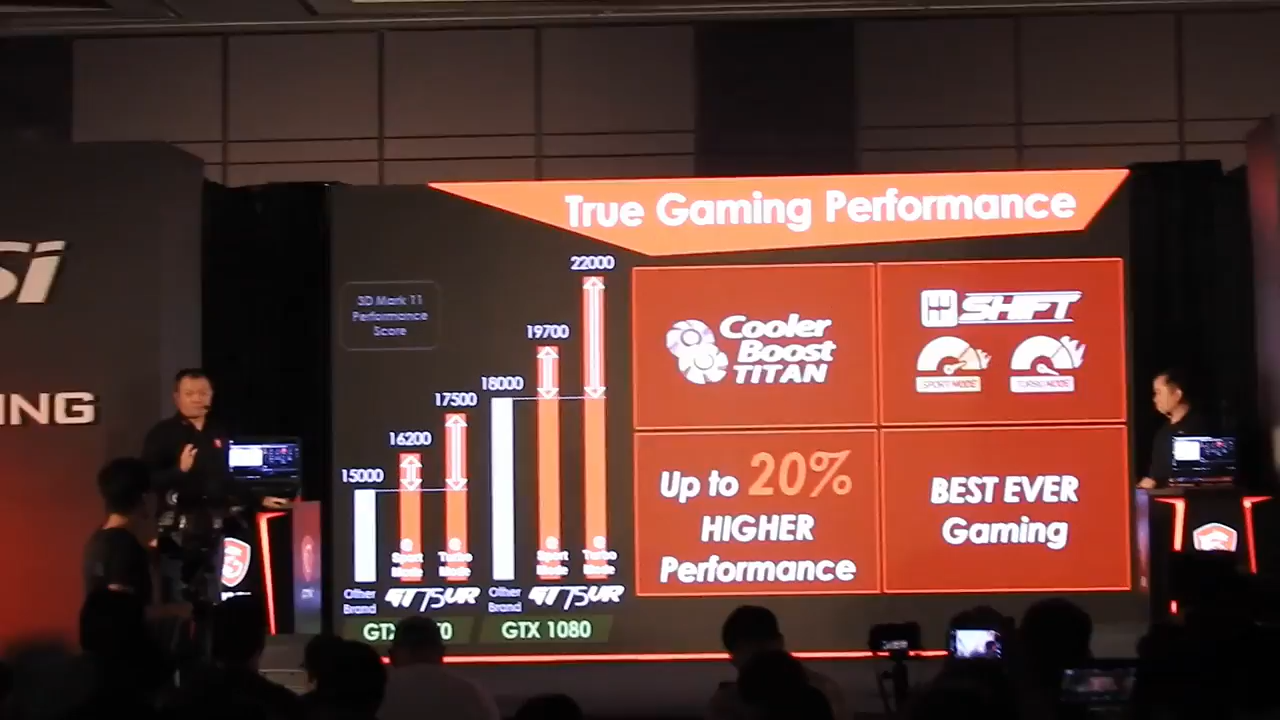 True Gaming Performance
3D Mark 11
Performance
Score
22000
19700
18000
17500
16200
15000
Sport
Mode
Turbo
Mode
Sport
Mode
Turbo
Mode
Other
Brand
GT75VR
Other
Brand
GT75VR
GTX 1080
Cooler
Boost
TITAN
SHIFT
SPORT MODE
TURBO MODE
Up to 20%
HIGHER
Performance
BEST EVER
Gaming
si
ING